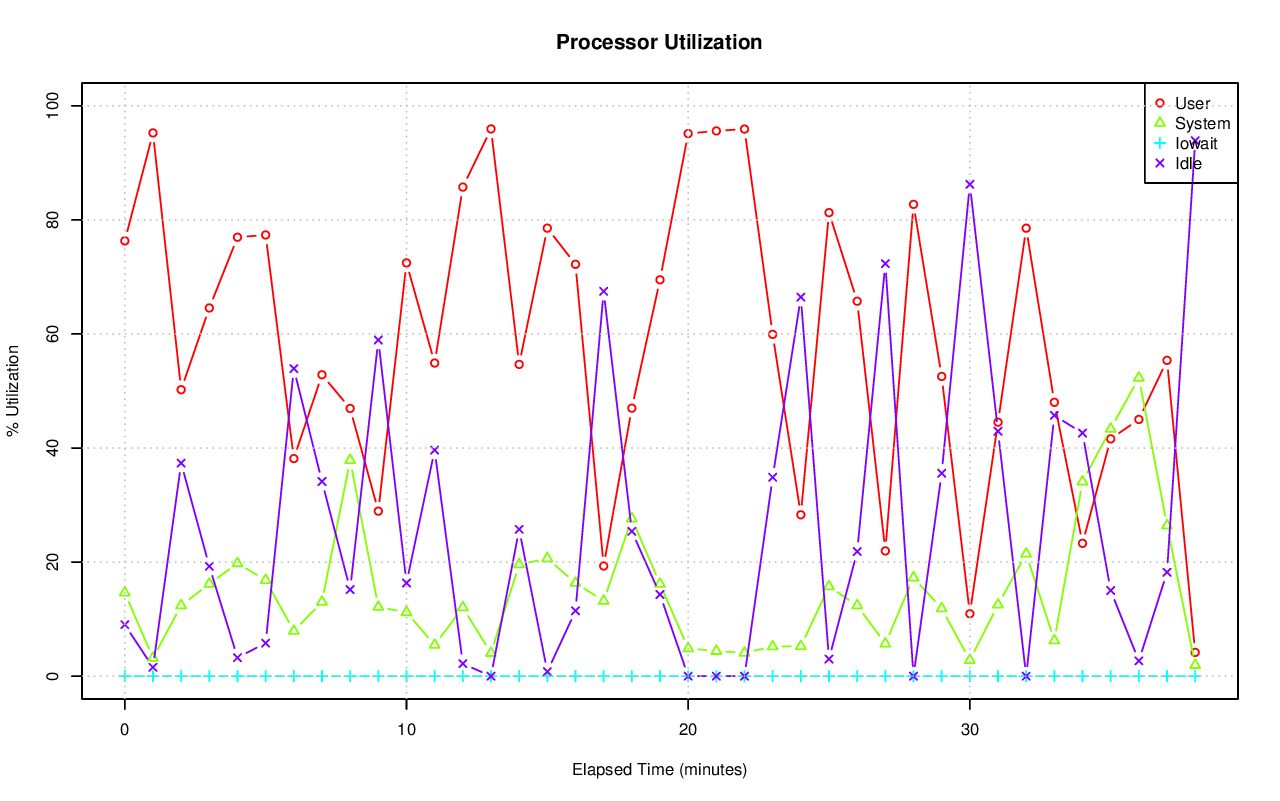 Processor Utilization
% Utilization
100
80
60
40
20
0
User
System
Iowait
Idle
0 10 20 30
Elapsed Time (minutes)